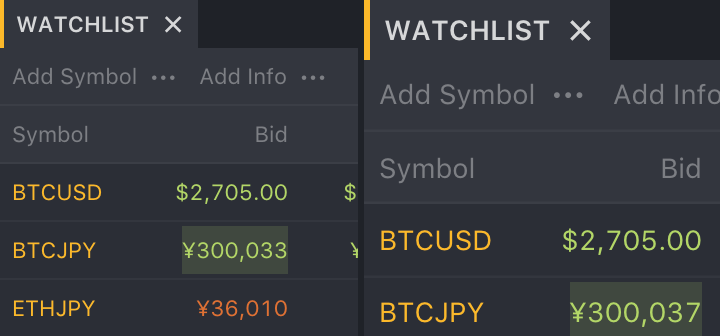 WATCHLIST ×
Add Symbol ••• Add Info •••
Symbol Bid
BTCUSD $2,705.00 $
BTCJPY ¥300,033 ¥
ETHJPY ¥36,010
WATCHLIST ×
Add Symbol ••• Add Info
Symbol Bid
BTCUSD $2,705.00
BTCJPY ¥300,037